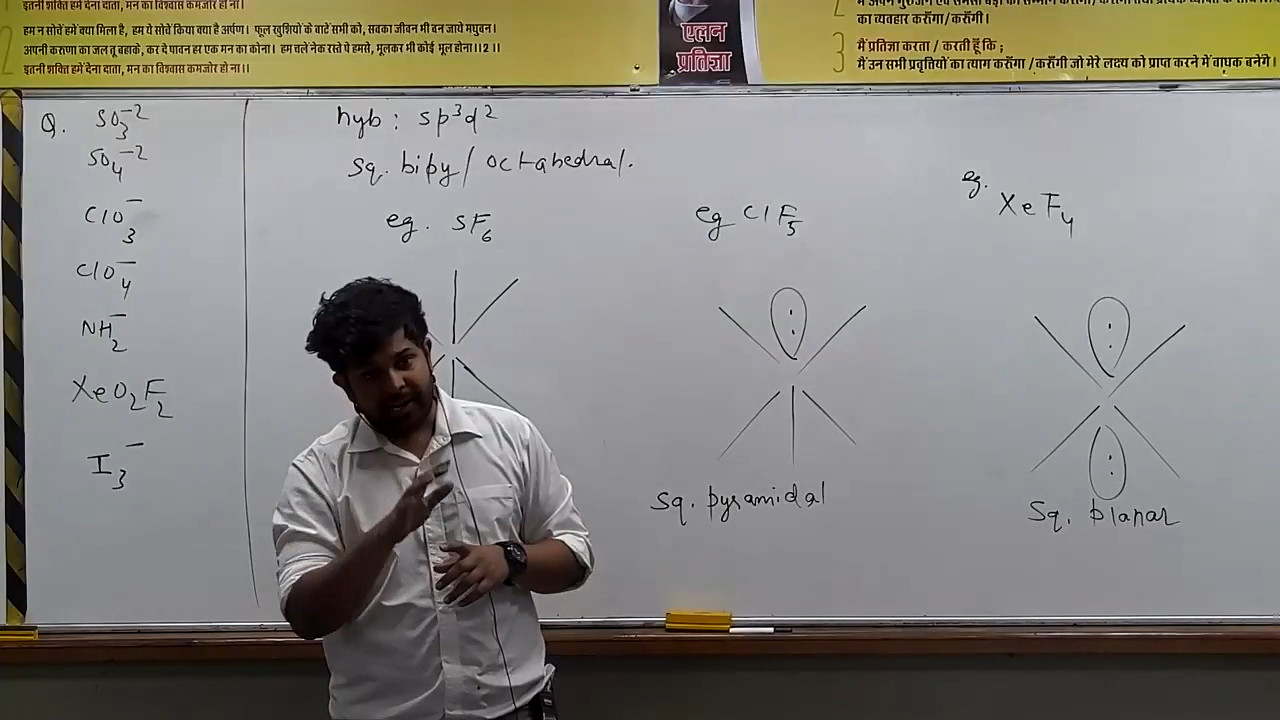 इतनी शक्ति हमें देना दाता, मन का विश्वास कमजोर हो ना।
हम न सोचें हमें क्या मिला है, हम ये सोचें किया क्या है अर्पण। फूल खुशियों के बाटें सभी को, सबका जीवन भी बन जाये मधुवन।
2 अपनी करुणा का जल तू बहाके, कर दे पावन हर एक मन का कोना। हम चलें नेक रस्ते पे हमसे, भूलकर भी कोई भूल होना।।2।।
इतनी शक्ति हमें देना दाता, मन का विश्वास कमजोर हो ना।।
एलन
प्रतिज्ञा
का व्यवहार करूँगा/करूँगी।
3 मैं प्रतिज्ञा करता / करती हूँ कि ;
मैं उन सभी प्रवृत्तियों का त्याग करूँगा /करूँगी जो मेरे लक्ष्य को प्राप्त करने में बाधक बनेंगे।
Q. SO₃⁻²
SO₄⁻²
ClO₃⁻
ClO₄⁻
NH₂⁻
XeO₂F₂
I₃⁻
hyb : sp³d²
sq. bipy/octahedral.
eg. SF₆
eg ClF₅
sq. pyramidal
eg.
XeF₄
Sq. planar